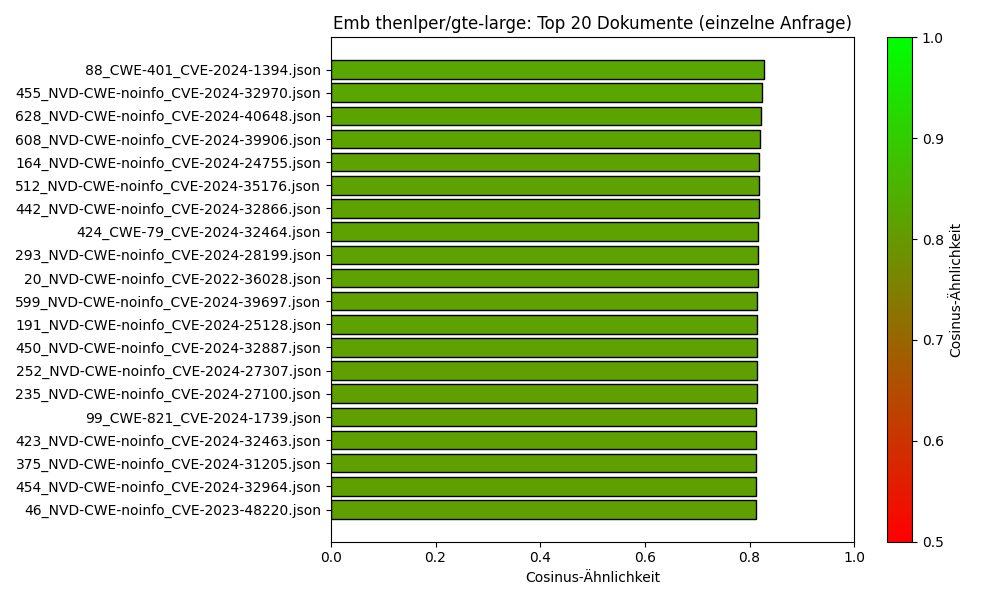 Emb thenlper/gte-large: Top 20 Dokumente (einzelne Anfrage)
88_CWE-401_CVE-2024-1394.json
455_NVD-CWE-noinfo_CVE-2024-32970.json
628_NVD-CWE-noinfo_CVE-2024-40648.json
608_NVD-CWE-noinfo_CVE-2024-39906.json
164_NVD-CWE-noinfo_CVE-2024-24755.json
512_NVD-CWE-noinfo_CVE-2024-35176.json
442_NVD-CWE-noinfo_CVE-2024-32866.json
424_CWE-79_CVE-2024-32464.json
293_NVD-CWE-noinfo_CVE-2024-28199.json
20_NVD-CWE-noinfo_CVE-2022-36028.json
599_NVD-CWE-noinfo_CVE-2024-39697.json
191_NVD-CWE-noinfo_CVE-2024-25128.json
450_NVD-CWE-noinfo_CVE-2024-32887.json
252_NVD-CWE-noinfo_CVE-2024-27307.json
235_NVD-CWE-noinfo_CVE-2024-27100.json
99_CWE-821_CVE-2024-1739.json
423_NVD-CWE-noinfo_CVE-2024-32463.json
375_NVD-CWE-noinfo_CVE-2024-31205.json
454_NVD-CWE-noinfo_CVE-2024-32964.json
46_NVD-CWE-noinfo_CVE-2023-48220.json
0.0 0.2 0.4 0.6 0.8 1.0
Cosinus-Ähnlichkeit
1.0
0.9
0.8
0.7
0.6
0.5
Cosinus-Ähnlichkeit